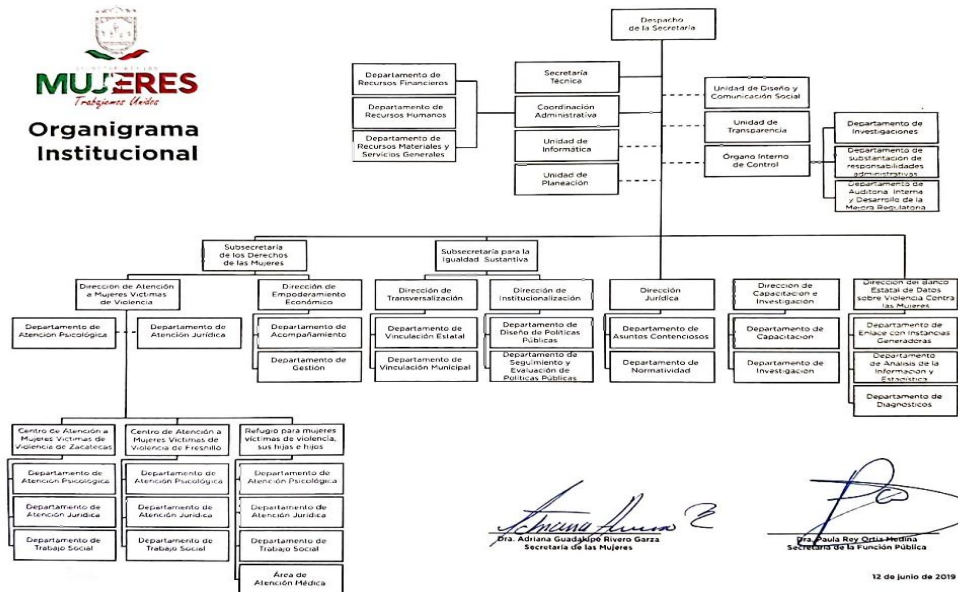 MUJERES
Trabajemos Unidos
Organigrama
Institucional
Despacho
de la Secretaría
Departamento de
Recursos Financieros
Departamento de
Recursos Humanos
Departamento de
Recursos Materiales y
Servicios Generales
Secretaría
Técnica
Coordinación
Administrativa
Unidad de
Informática
Unidad de
Planeación
Unidad de Diseño y
Comunicación Social
Unidad de
Transparencia
Órgano Interno
de Control
Departamento de
Investigaciones
Departamento de
substantación de
responsabilidades
administrativas
Departamento de
Auditoría Interna
y Desarrollo de la
Mejora Regulatoria
Subsecretaría
de los Derechos
de las Mujeres
Subsecretaría para la
Igualdad Sustantiva
Dirección de Atención
a Mujeres Víctimas
de Violencia
Departamento de
Atención Psicológica
Departamento de
Atención Jurídica
Dirección de
Empoderamiento
Económico
Departamento de
Acompañamiento
Departamento de
Gestión
Dirección de
Transversalización
Departamento de
Vinculación Estatal
Departamento de
Vinculación Municipal
Dirección de
Institucionalización
Departamento de
Diseño de Políticas
Públicas
Departamento de
Seguimiento y
Evaluación de
Políticas Públicas
Dirección
Jurídica
Departamento de
Asuntos Contenciosos
Departamento de
Normatividad
Dirección de
Capacitación e
Investigación
Departamento de
Capacitación
Departamento de
Investigación
Dirección del Banco
Estatal de Datos
sobre Violencia Contra
las Mujeres
Departamento de
Enlace con Instancias
Generadoras
Departamento
de Análisis de la
Información y
Estadística
Departamento de
Diagnósticos
Centro de Atención a
Mujeres Víctimas de
Violencia de Zacatecas
Departamento de
Atención Psicológica
Departamento de
Atención Jurídica
Departamento de
Trabajo Social
Centro de Atención a
Mujeres Víctimas de
Violencia de Fresnillo
Departamento de
Atención Psicológica
Departamento de
Atención Jurídica
Departamento de
Trabajo Social
Refugio para mujeres
víctimas de violencia,
sus hijas e hijos
Departamento de
Atención Psicológica
Departamento de
Atención Jurídica
Departamento de
Trabajo Social
Área de
Atención Médica
Dra. Adriana Guadalupe Rivero Garza
Secretaría de las Mujeres
Dra. Paula Rey Ortíz Medina
Secretaría de la Función Pública
12 de junio de 2019